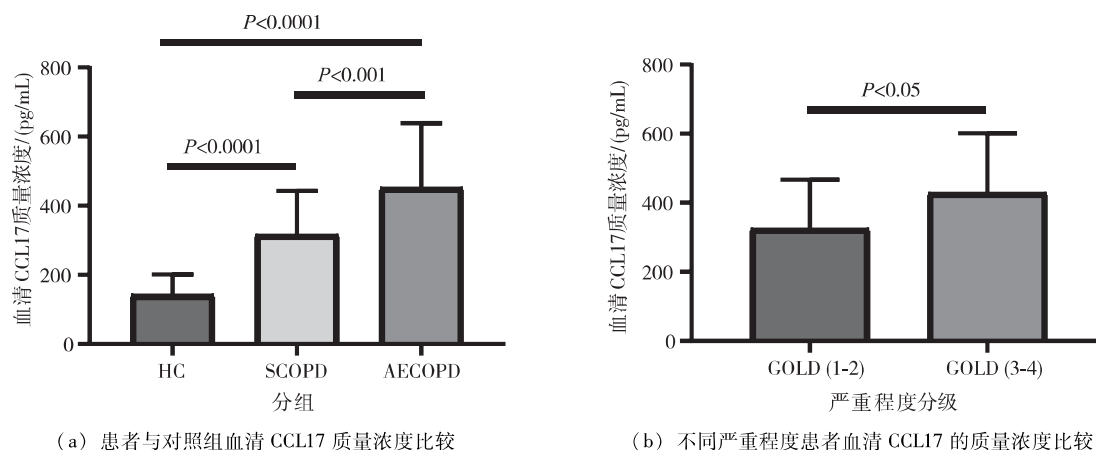 P<0.0001
P<0.001
P<0.0001
血清 CCL17质量浓度/(pg/mL)
800
600
400
200
0
HC SCOPD AECOPD
分组
(a) 患者与对照组血清 CCL17 质量浓度比较
P<0.05
血清 CCL17质量浓度/(pg/mL)
800
600
400
200
0
GOLD (1-2) GOLD (3-4)
严重程度分级
(b) 不同严重程度患者血清 CCL17 的质量浓度比较